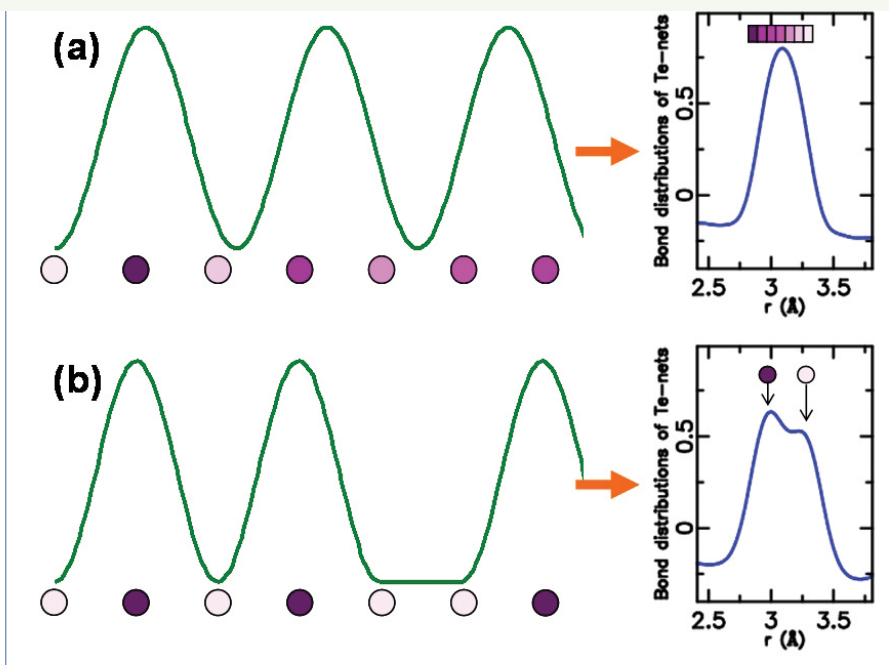 (a)
Bond distributions of Te-nets
0.5
0
2.5 3 3.5
r (Å)
(b)
Bond distributions of Te-nets
0.5
0
2.5 3 3.5
r (Å)